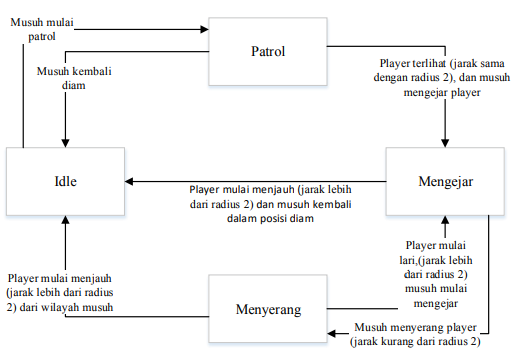 Musuh mulai
patrol
Patrol
Musuh kembali
diam
Player terlihat (jarak sama
dengan radius 2), dan musuh
mengejar player
Idle
Mengejar
Player mulai menjauh (jarak lebih
dari radius 2) dan musuh kembali
dalam posisi diam
Player mulai menjauh
(jarak lebih dari radius
2) dari wilayah musuh
Player mulai
lari,(jarak lebih
dari radius 2)
musuh mulai
mengejar
Menyerang
Musuh menyerang player
(jarak kurang dari radius 2)